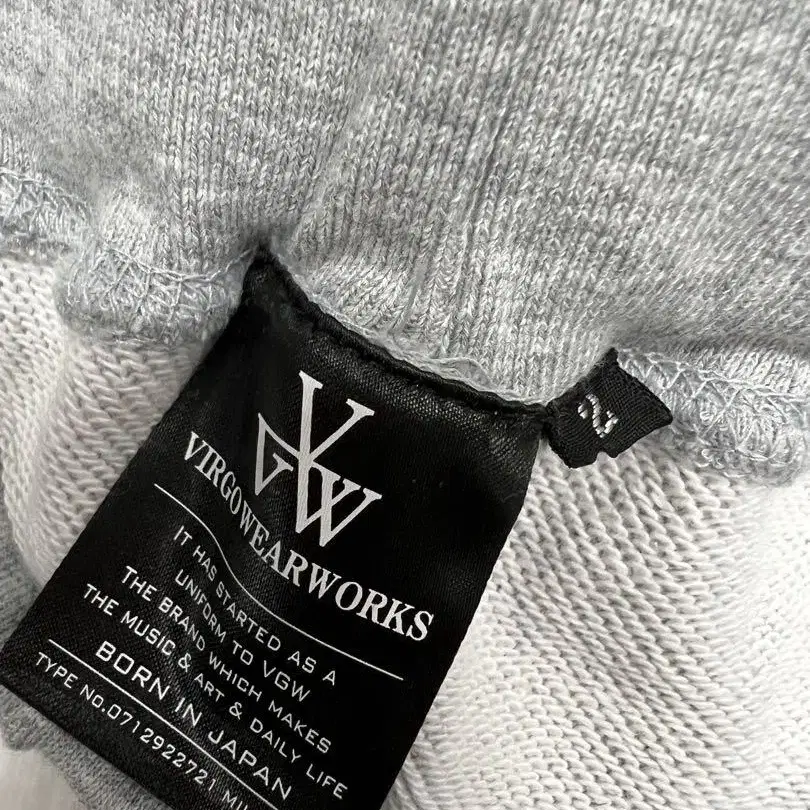 VGW
VIRGOWEARWORKS
IT HAS STARTED AS A
UNIFORM TO VGW
THE BRAND WHICH MAKES
THE MUSIC & ART & DAILY LIFE
BORN IN JAPAN
TYPE NO.0712922721
2